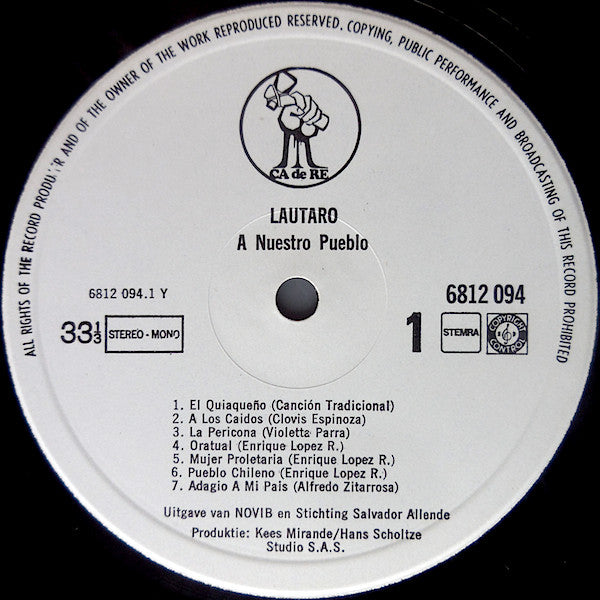 ALL RIGHTS OF THE RECORD PRODUCER AND OF THE OWNER OF THE WORK REPRODUCED RESERVED. COPYING, PUBLIC PERFORMANCE AND BROADCASTING OF THIS RECORD PROHIBITED
CA de RE
LAUTARO
A Nuestro Pueblo
6812 094.1 Y
6812 094
33⅓ STEREO - MONO
1 STEMRA COPYRIGHT CONTROL
1. El Quiaqueño (Canción Tradicional)
2. A Los Caidos (Clovis Espinoza)
3. La Pericona (Violetta Parra)
4. Oratual (Enrique Lopez R.)
5. Mujer Proletaria (Enrique Lopez R.)
6. Pueblo Chileno (Enrique Lopez R.)
7. Adagio A Mi Pais (Alfredo Zitarrosa)
Uitgave van NOVIB en Stichting Salvador Allende
Produktie: Kees Mirande/Hans Scholtze
Studio S.A.S.